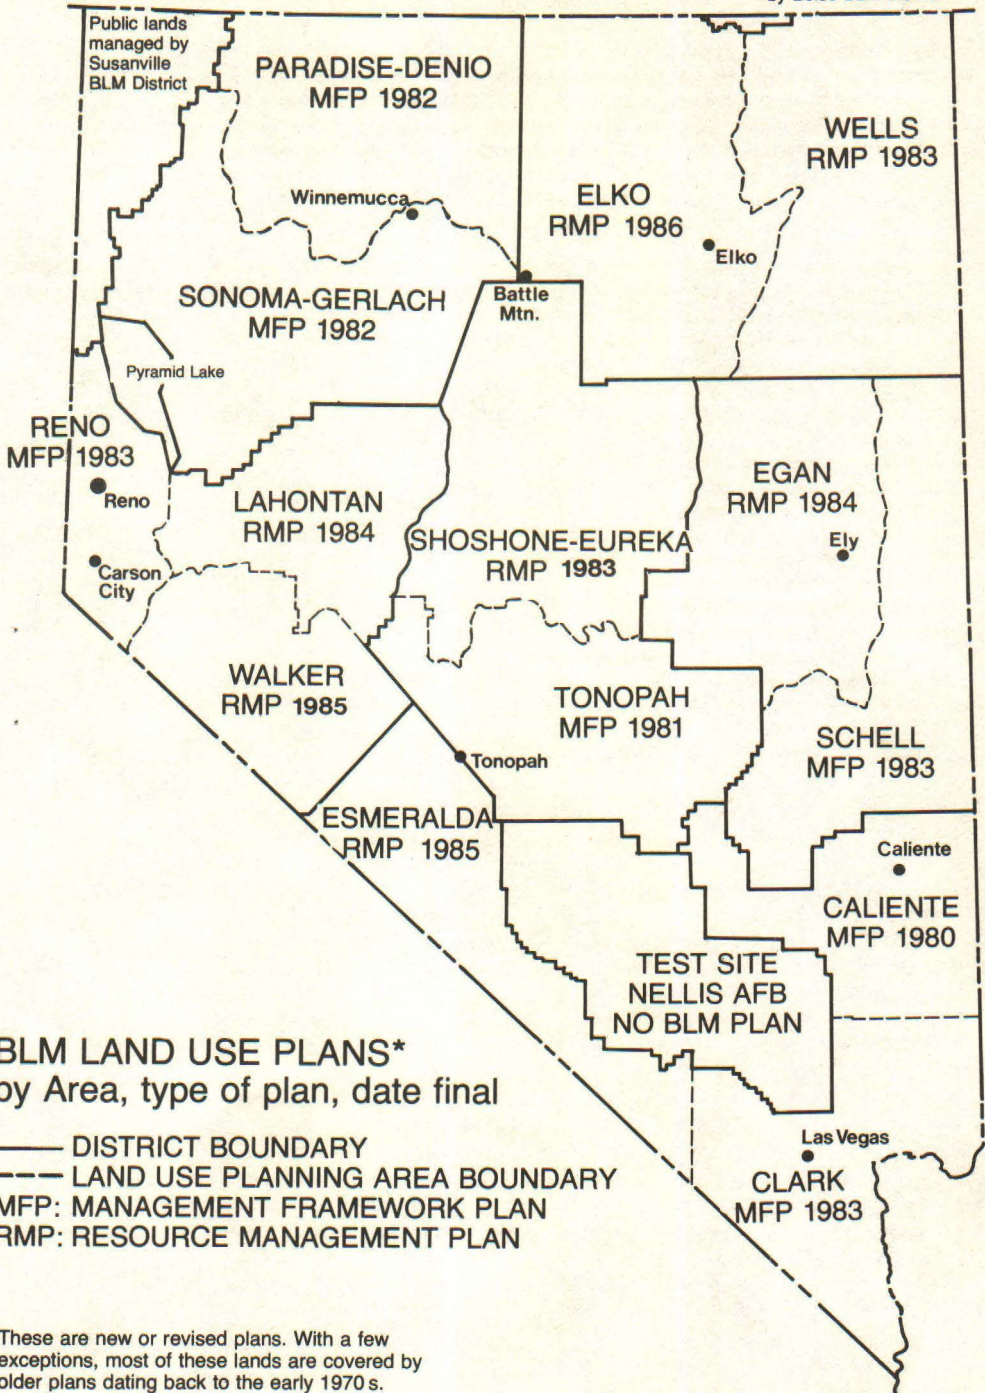 Public lands
managed by
Susanville
BLM District
PARADISE-DENIO
MFP 1982
WELLS
RMP 1983
Winnemucca
ELKO
RMP 1986
Elko
Battle
Mtn.
SONOMA-GERLACH
MFP 1982
Pyramid Lake
RENO
MFP 1983
Reno
LAHONTAN
RMP 1984
EGAN
RMP 1984
Ely
SHOSHONE-EUREKA
RMP 1983
Carson
City
WALKER
RMP 1985
TONOPAH
MFP 1981
Tonopah
SCHELL
MFP 1983
ESMERALDA
RMP 1985
Caliente
CALIENTE
MFP 1980
TEST SITE
NELLIS AFB
NO BLM PLAN
Las Vegas
CLARK
MFP 1983
BLM LAND USE PLANS*
by Area, type of plan, date final
DISTRICT BOUNDARY
LAND USE PLANNING AREA BOUNDARY
MFP: MANAGEMENT FRAMEWORK PLAN
RMP: RESOURCE MANAGEMENT PLAN
These are new or revised plans. With a few
exceptions, most of these lands are covered by
older plans dating back to the early 1970s.